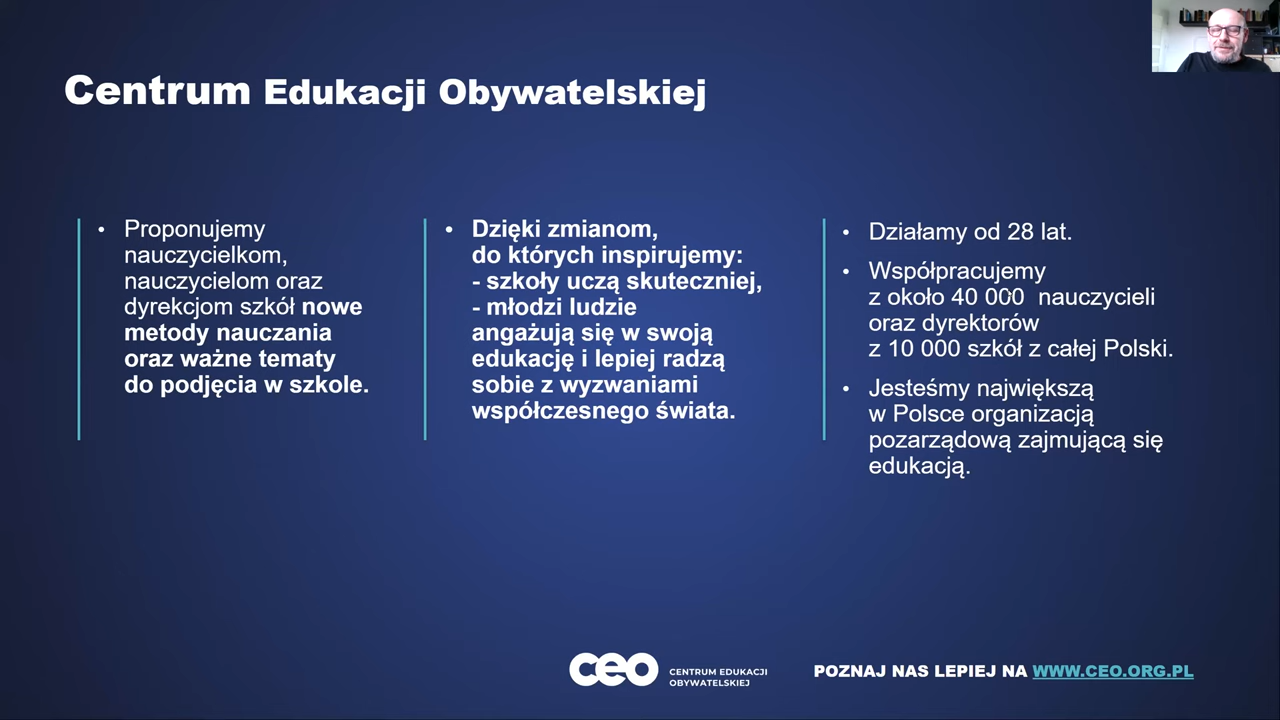 Centrum Edukacji Obywatelskiej
• Proponujemy
nauczycielkom,
nauczycielom oraz
dyrekcjom szkół nowe
metody nauczania
oraz ważne tematy
do podjęcia w szkole.
• Dzięki zmianom,
do których inspirujemy:
- szkoły uczą skuteczniej,
- młodzi ludzie
angażują się w swoją
edukację i lepiej radzą
sobie z wyzwaniami
współczesnego świata.
• Działamy od 28 lat.
• Współpracujemy
z około 40 000 nauczycieli
oraz dyrektorów
z 10 000 szkół z całej Polski.
• Jesteśmy największą
w Polsce organizacją
pozarządową zajmującą się
edukacją.
ceo
CENTRUM EDUKACJI
OBYWATELSKIEJ
POZNAJ NAS LEPIEJ NA WWW.CEO.ORG.PL